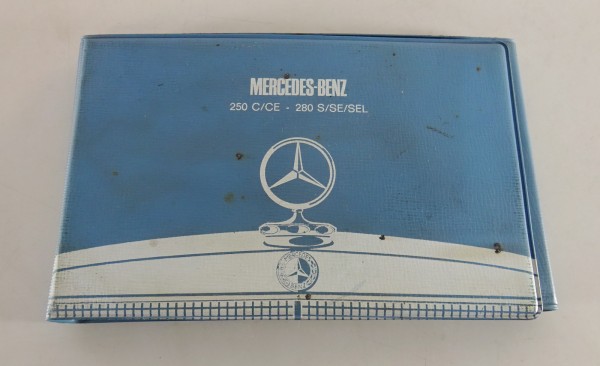 MERCEDES-BENZ
250 C/CE - 280 S/SE/SEL